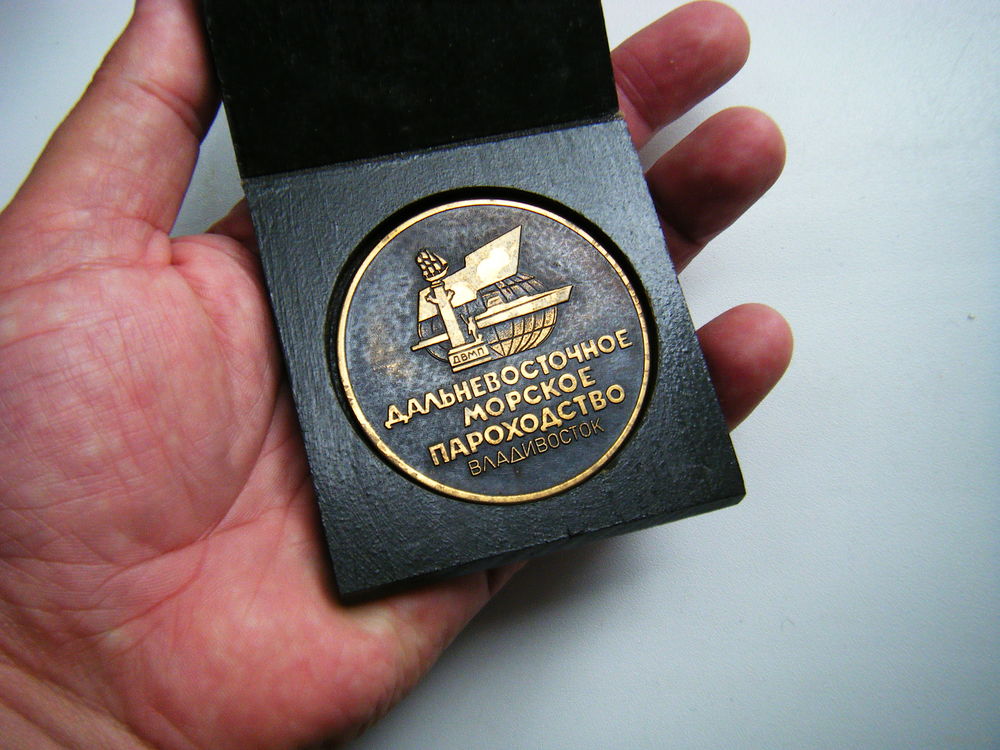 ДВМП
ДАЛЬНЕВОСТОЧНОЕ
МОРСКОЕ
ПАРОХОДСТВО
ВЛАДИВОСТОК